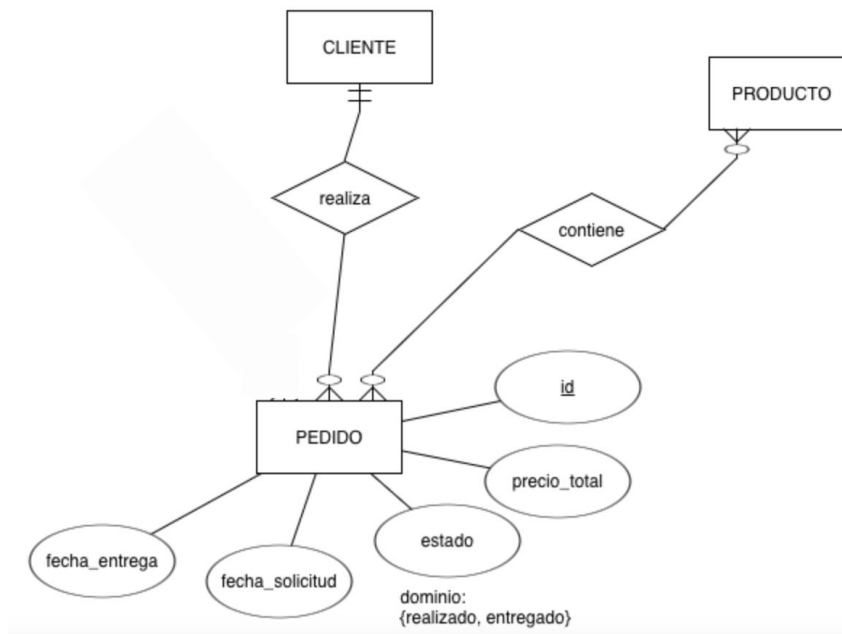 CLIENTE
PRODUCTO
realiza
contiene
id
PEDIDO
precio_total
estado
fecha_entrega
fecha_solicitud
dominio:
{realizado, entregado}